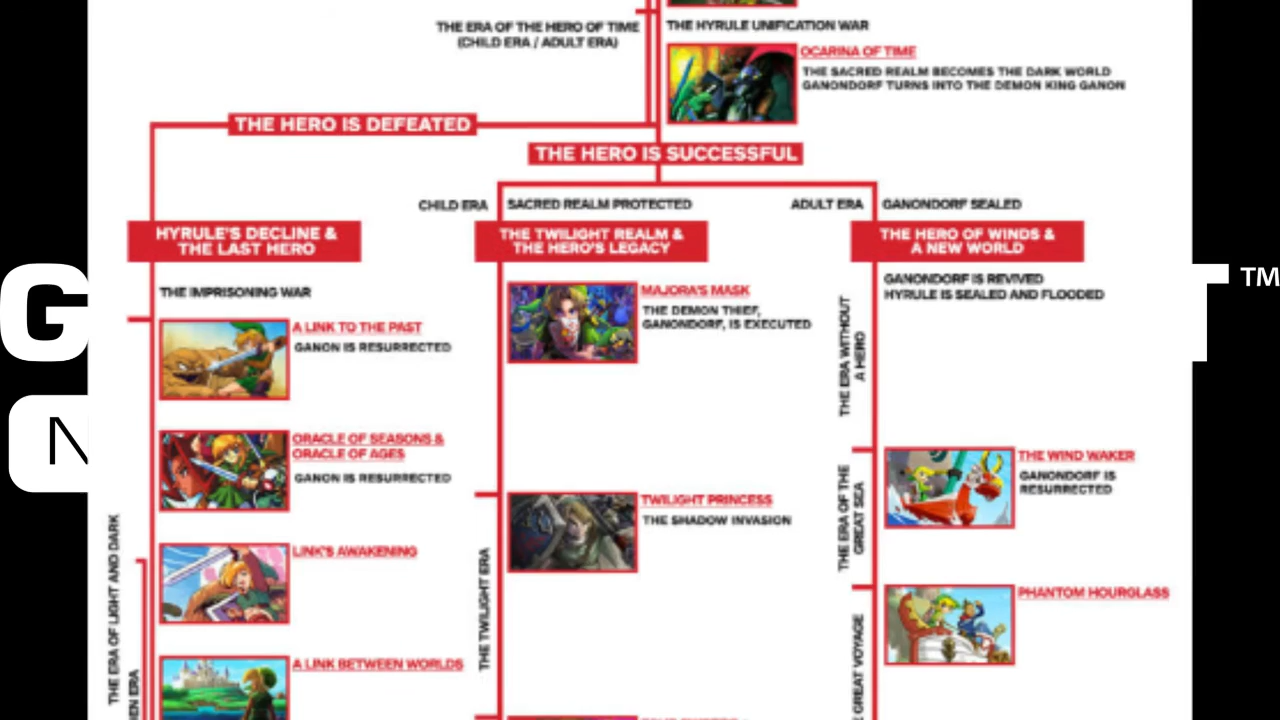 THE ERA OF THE HERO OF TIME
(CHILD ERA / ADULT ERA)
THE HYRULE UNIFICATION WAR
OCARINA OF TIME
THE SACRED REALM BECOMES THE DARK WORLD
GANONDORF TURNS INTO THE DEMON KING GANON
THE HERO IS DEFEATED
THE HERO IS SUCCESSFUL
CHILD ERA
SACRED REALM PROTECTED
ADULT ERA
GANONDORF SEALED
HYRULE'S DECLINE &
THE LAST HERO
THE IMPRISONING WAR
A LINK TO THE PAST
GANON IS RESURRECTED
ORACLE OF SEASONS &
ORACLE OF AGES
GANON IS RESURRECTED
LINK'S AWAKENING
A LINK BETWEEN WORLDS
THE ERA OF LIGHT AND DARK
THE TWILIGHT REALM &
THE HERO'S LEGACY
MAJORA'S MASK
THE DEMON THIEF,
GANONDORF, IS EXECUTED
TWILIGHT PRINCESS
THE SHADOW INVASION
THE TWILIGHT ERA
THE HERO OF WINDS &
A NEW WORLD
GANONDORF IS REVIVED
HYRULE IS SEALED AND FLOODED
THE ERA WITHOUT
A HERO
THE WIND WAKER
GANONDORF IS
RESURRECTED
THE ERA OF THE
GREAT SEA
PHANTOM HOURGLASS
GREAT VOYAGE
G
N
TM